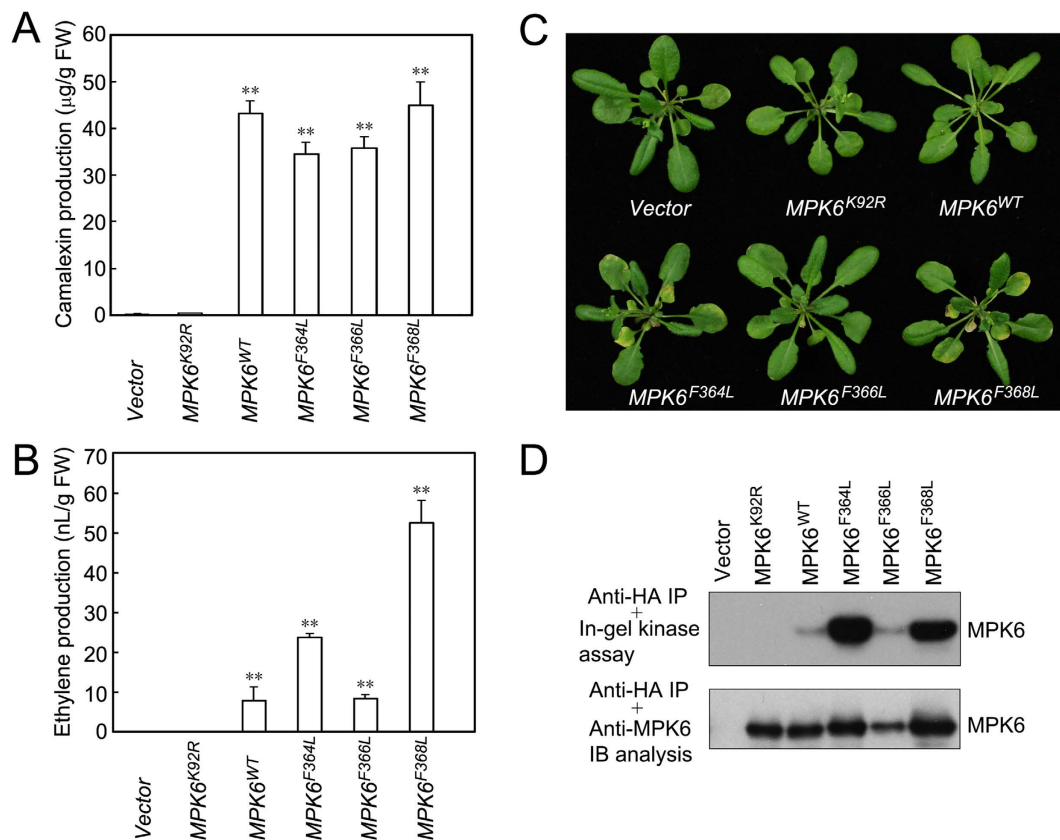 A
Camalexin production (µg/g FW)
60
50
40
30
20
10
0
**
**
**
**
Vector
MPK6K92R
MPK6WT
MPK6F364L
MPK6F366L
MPK6F368L
B
Ethylene production (nL/g FW)
70
60
50
40
30
20
10
0
**
**
**
**
Vector
MPK6K92R
MPK6WT
MPK6F364L
MPK6F366L
MPK6F368L
C
Vector
MPK6K92R
MPK6WT
MPK6F364L
MPK6F366L
MPK6F368L
D
Vector
MPK6K92R
MPK6WT
MPK6F364L
MPK6F366L
MPK6F368L
Anti-HA IP
+
In-gel kinase
assay
MPK6
Anti-HA IP
+
Anti-MPK6
IB analysis
MPK6